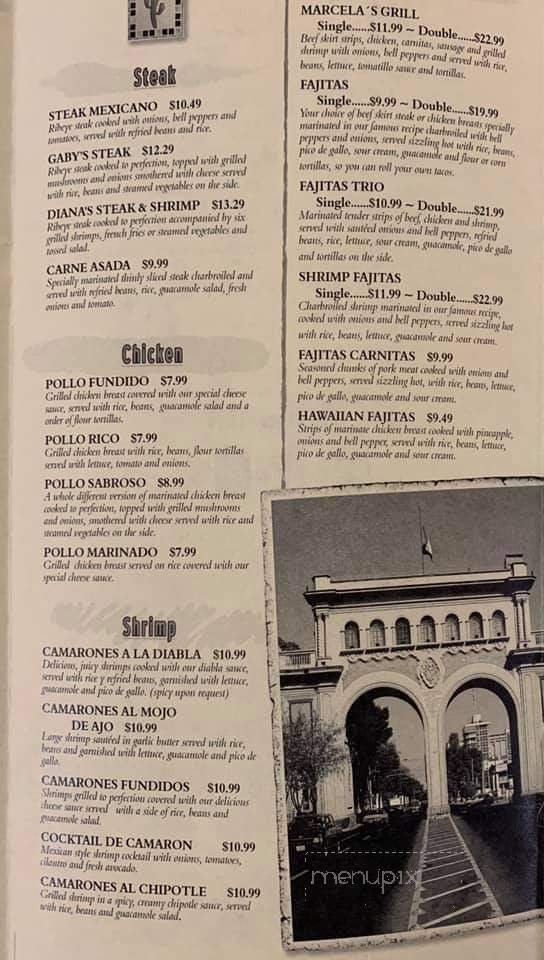 Steak
STEAK MEXICANO $10.49
Ribeye steak cooked with onions, bell peppers and
tomatoes, served with refried beans and rice.
GABY'S STEAK $12.29
Ribeye steak cooked to perfection, topped with grilled
mushrooms and onions smothered with cheese served
with rice, beans and steamed vegetables on the side.
DIANA'S STEAK & SHRIMP $13.29
Ribeye steak cooked to perfection accompanied by six
grilled shrimps, french fries or steamed vegetables and
tossed salad.
CARNE ASADA $9.99
Specially marinated thinly sliced steak charbroiled and
served with refried beans, rice, guacamole salad, fresh
onions and tomato.
Chicken
POLLO FUNDIDO $7.99
Grilled chicken breast covered with our special cheese
sauce, served with rice, beans, guacamole salad and a
order of flour tortillas.
POLLO RICO $7.99
Grilled chicken breast with rice, beans, flour tortillas
served with lettuce, tomato and onions.
POLLO SABROSO $8.99
A whole different version of marinated chicken breast
cooked to perfection, topped with grilled mushrooms
and onions, smothered with cheese served with rice and
steamed vegetables on the side.
POLLO MARINADO $7.99
Grilled chicken breast served on rice covered with our
special cheese sauce.
Shrimp
CAMARONES A LA DIABLA $10.99
Delicious, juicy shrimps cooked with our diabla sauce,
served with rice y refried beans, garnished with lettuce,
guacamole and pico de gallo. (spicy upon request)
CAMARONES AL MOJO
DE AJO $10.99
Large shrimp sautéed in garlic butter served with rice,
beans and garnished with lettuce, guacamole and pico de
gallo.
CAMARONES FUNDIDOS $10.99
Shrimps grilled to perfection covered with our delicious
cheese sauce served with a side of rice, beans and
guacamole salad.
COCKTAIL DE CAMARON $10.99
Mexican style shrimp cocktail with onions, tomatoes,
cilantro and fresh avocado.
CAMARONES AL CHIPOTLE $10.99
Grilled shrimp in a spicy, creamy chipotle sauce, served
with rice, beans and guacamole salad.
MARCELA´S GRILL
Single......$11.99 ~ Double......$22.99
Beef skirt strips, chicken, carnitas, sausage and grilled
shrimp with onions, bell peppers and served with rice,
beans, lettuce, tomatillo sauce and tortillas.
FAJITAS
Single......$9.99 ~ Double......$19.99
Your choice of beef skirt steak or chicken breasts specially
marinated in our famous recipe charbroiled with bell
peppers and onions, served sizzling hot with rice, beans,
pico de gallo, sour cream, guacamole and flour or corn
tortillas, so you can roll your own tacos.
FAJITAS TRIO
Single......$10.99 ~ Double......$21.99
Marinated tender strips of beef, chicken and shrimp,
served with sautéed onions and bell peppers, refried
beans, rice, lettuce, sour cream, guacamole, pico de gallo
and tortillas on the side.
SHRIMP FAJITAS
Single......$11.99 ~ Double......$22.99
Charbroiled shrimp marinated in our famous recipe,
cooked with onions and bell peppers, served sizzling hot
with rice, beans, lettuce, guacamole and sour cream.
FAJITAS CARNITAS $9.99
Seasoned chunks of pork meat cooked with onions and
bell peppers, served sizzling hot, with rice, beans, lettuce,
pico de gallo, guacamole and sour cream.
HAWAIIAN FAJITAS $9.49
Strips of marinate chicken breast cooked with pineapple,
onions and bell pepper, served with rice, beans, lettuce,
pico de gallo, guacamole and sour cream.
menupix